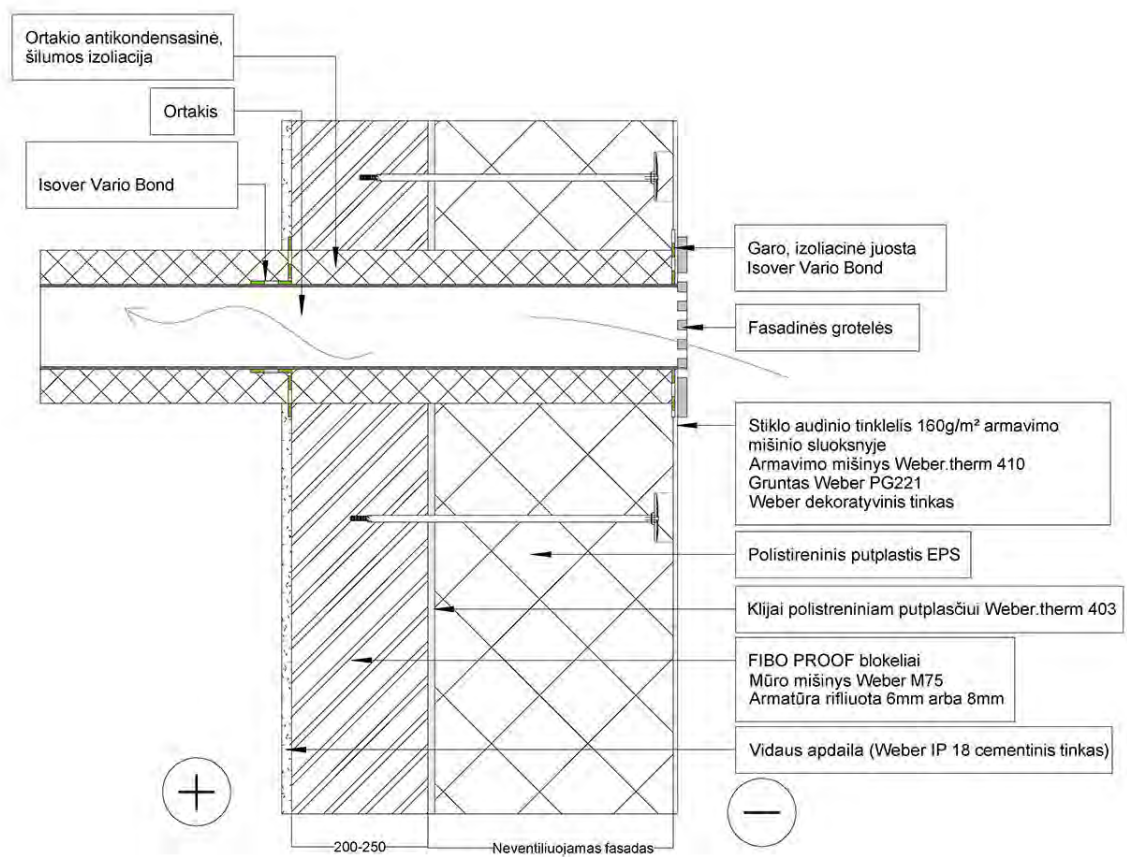 Ortakio antikondensasinė,
šilumos izoliacija
Ortakis
Isover Vario Bond
Garo, izoliacinė juosta
Isover Vario Bond
Fasadinės grotelės
Stiklo audinio tinklelis 160g/m² armavimo
mišinio sluoksnyje
Armavimo mišinys Weber.therm 410
Gruntas Weber PG221
Weber dekoratyvinis tinkas
Polistireninis putplastis EPS
Klijai polistreniniam putplasčiui Weber.therm 403
FIBO PROOF blokeliai
Mūro mišinys Weber M75
Armatūra rifliuota 6mm arba 8mm
Vidaus apdaila (Weber IP 18 cementinis tinkas)
+
−
200-250
Neventiliuojamas fasadas